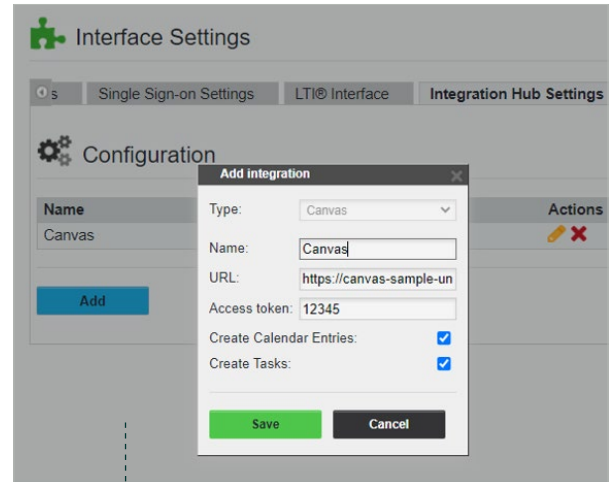 Interface Settings
s Single Sign-on Settings LTI® Interface Integration Hub Settings
Configuration
Add integration
Name Actions
Canvas
Add
Type: Canvas
Name: Canvas
URL: https://canvas-sample-un
Access token: 12345
Create Calendar Entries:
Create Tasks:
Save Cancel